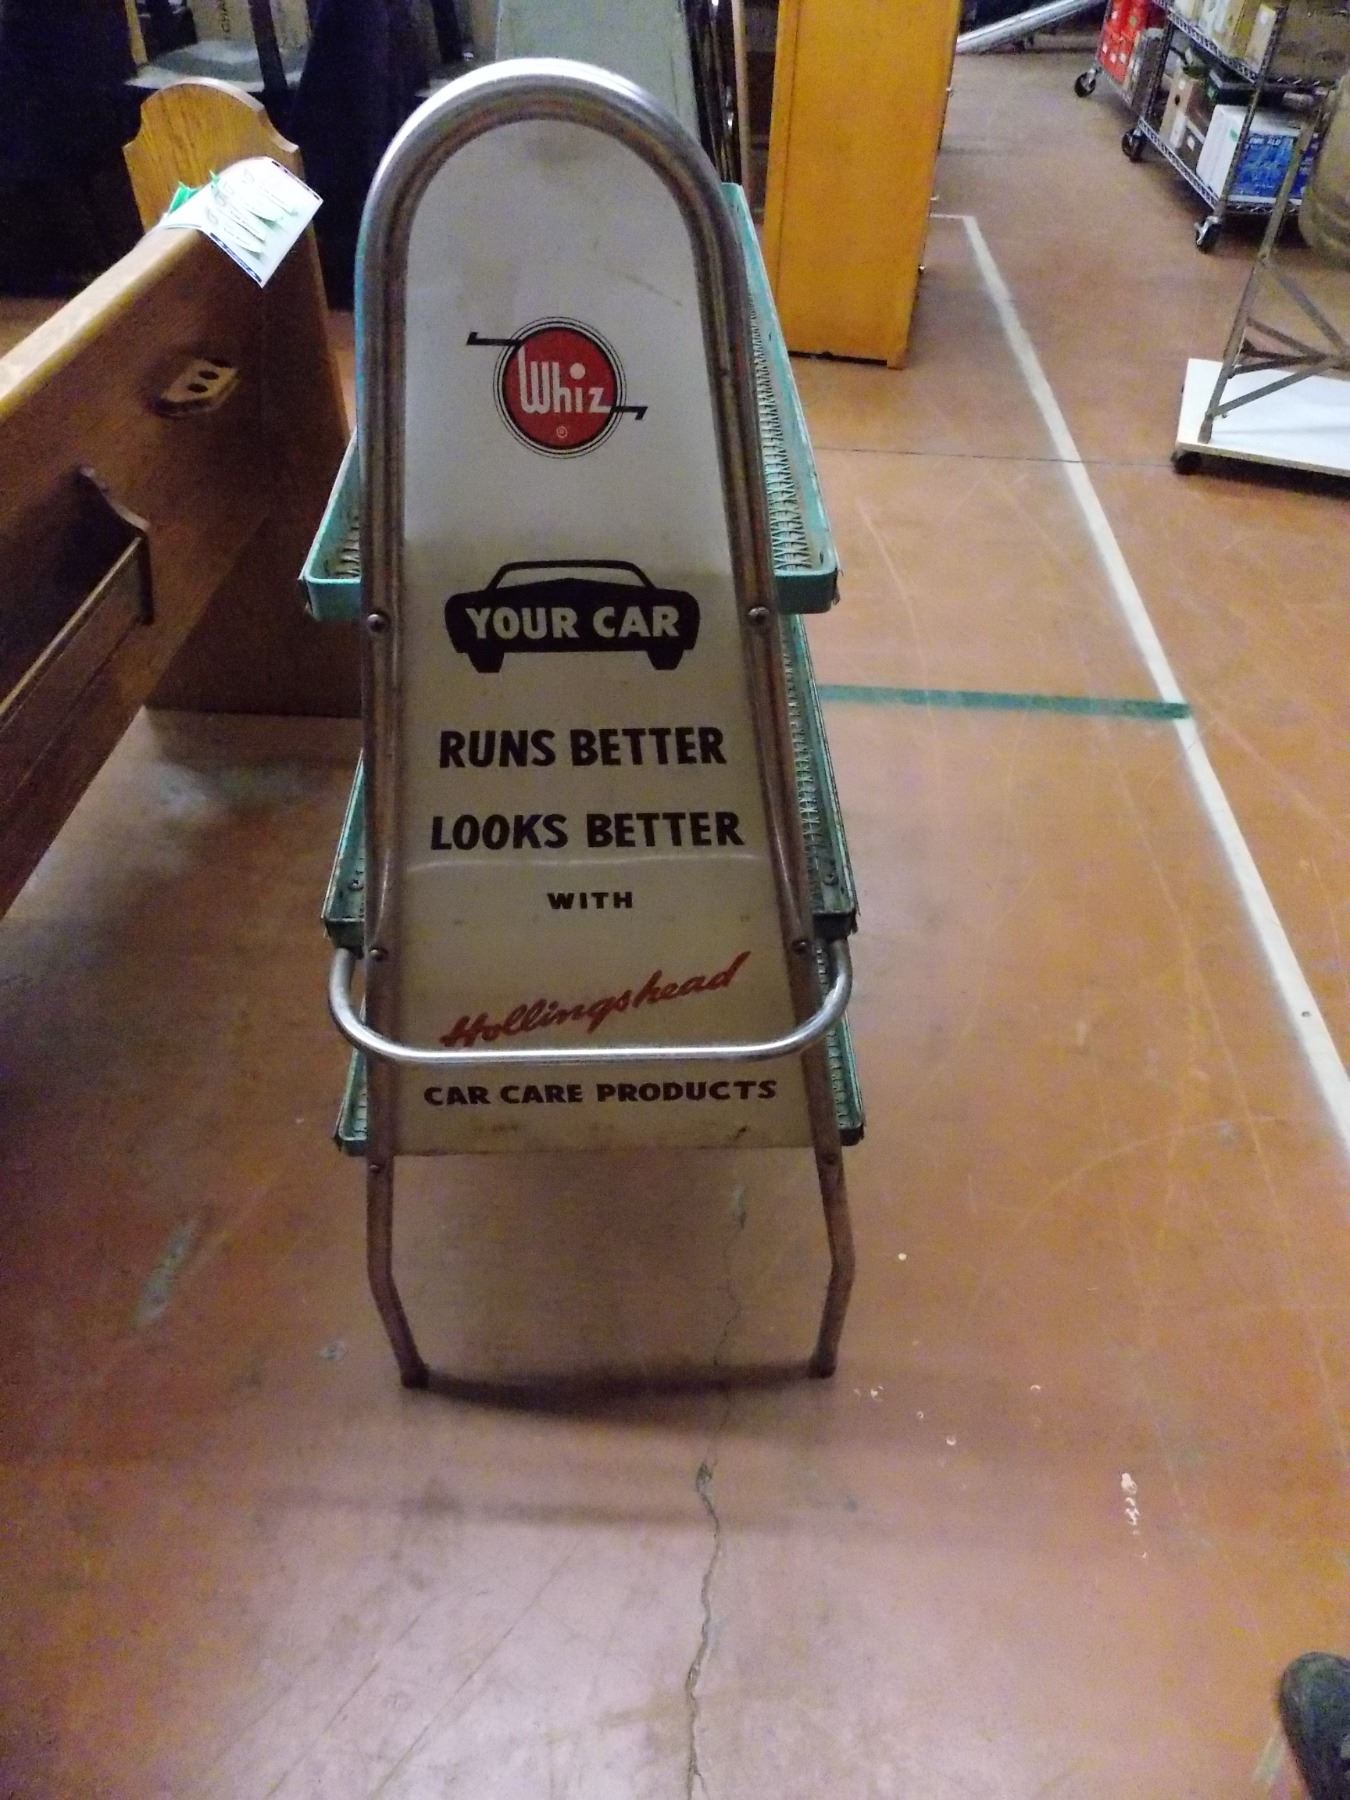 Whiz
®
YOUR CAR
RUNS BETTER
LOOKS BETTER
WITH
Hollingshead
CAR CARE PRODUCTS